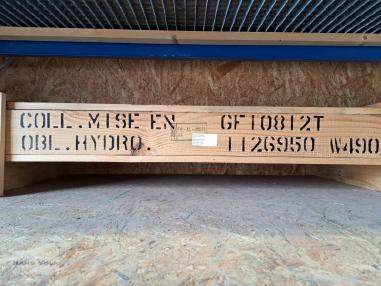 COLL.MISE EN GF10812T
OBL.HYDRO. 1126950 W490